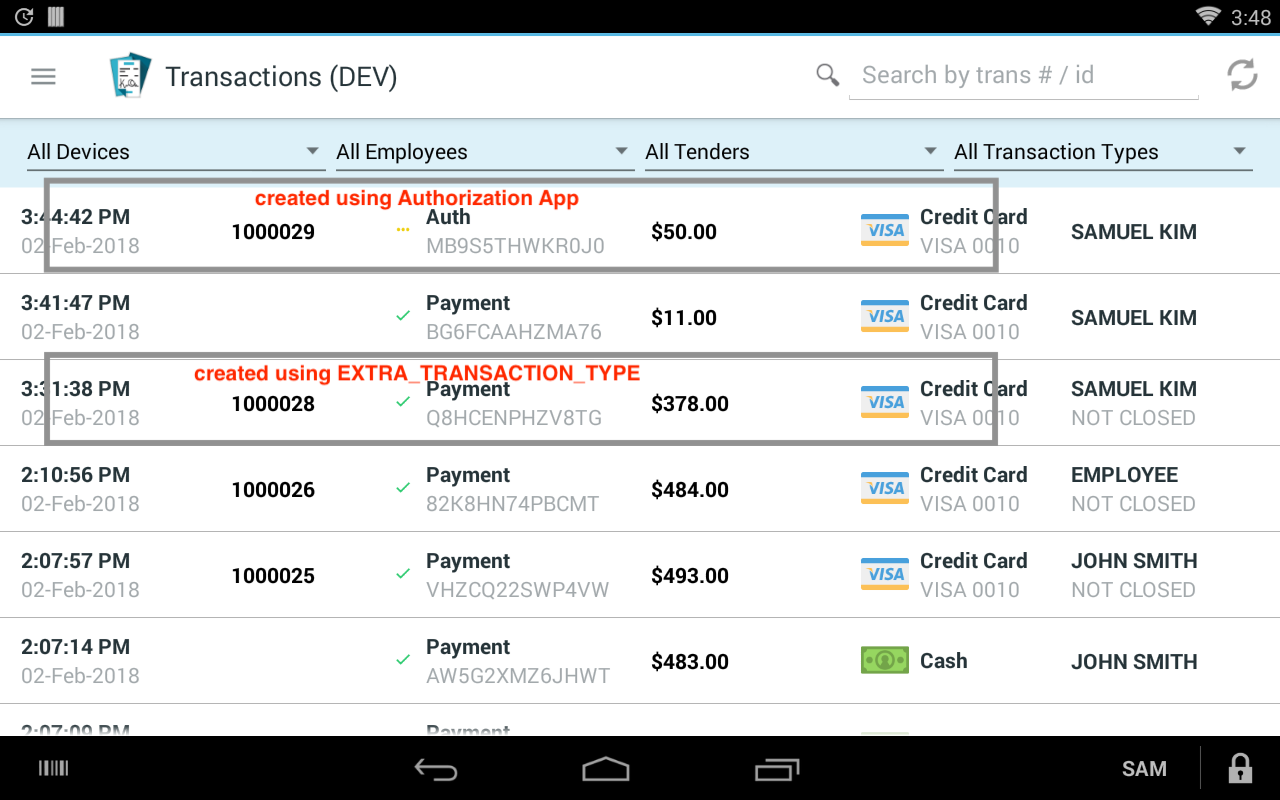 3:48
Transactions (DEV)
Search by trans # / id
All Devices
All Employees
All Tenders
All Transaction Types
created using Authorization App
3:44:42 PM
02-Feb-2018
1000029
Auth
MB9S5THWKR0J0
$50.00
VISA
Credit Card
VISA 0010
SAMUEL KIM
3:41:47 PM
02-Feb-2018
Payment
BG6FCAAHZMA76
$11.00
VISA
Credit Card
VISA 0010
SAMUEL KIM
created using EXTRA_TRANSACTION_TYPE
3:31:38 PM
02-Feb-2018
1000028
Payment
Q8HCENPHZV8TG
$378.00
VISA
Credit Card
VISA 0010
SAMUEL KIM
NOT CLOSED
2:10:56 PM
02-Feb-2018
1000026
Payment
82K8HN74PBCMT
$484.00
VISA
Credit Card
VISA 0010
EMPLOYEE
NOT CLOSED
2:07:57 PM
02-Feb-2018
1000025
Payment
VHZCQ22SWP4VW
$493.00
VISA
Credit Card
VISA 0010
JOHN SMITH
NOT CLOSED
2:07:14 PM
02-Feb-2018
Payment
AW5G2XMZ6JHWT
$483.00
Cash
JOHN SMITH
2:07:09 PM
Payment
SAM